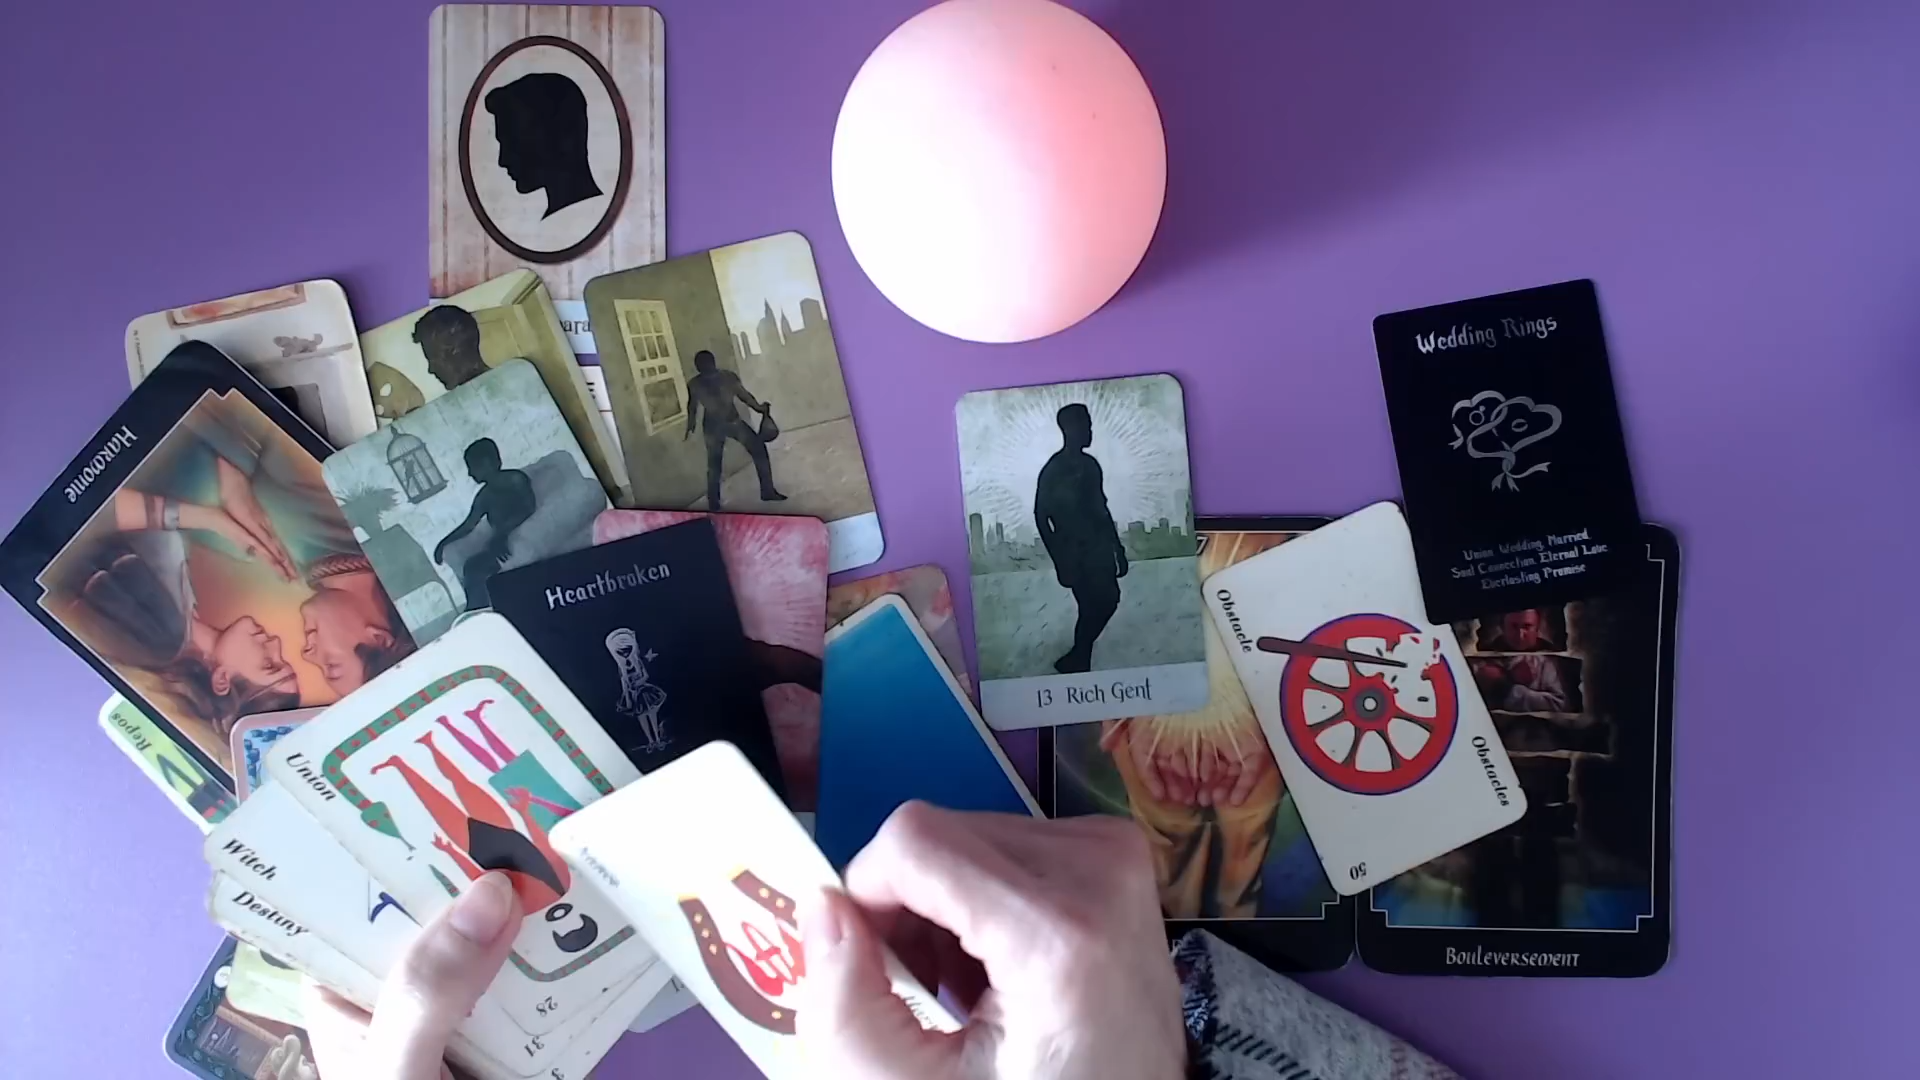 Wedding Rings
Union, Wedding, Married,
Soul Connection, Eternal Love
Everlasting Promise
Harmonie
Heartbroken
Obstacle
Obstacles
50
13 Rich Gent
Repos
Union
Witch
Destiny
28
31
Bouleversement